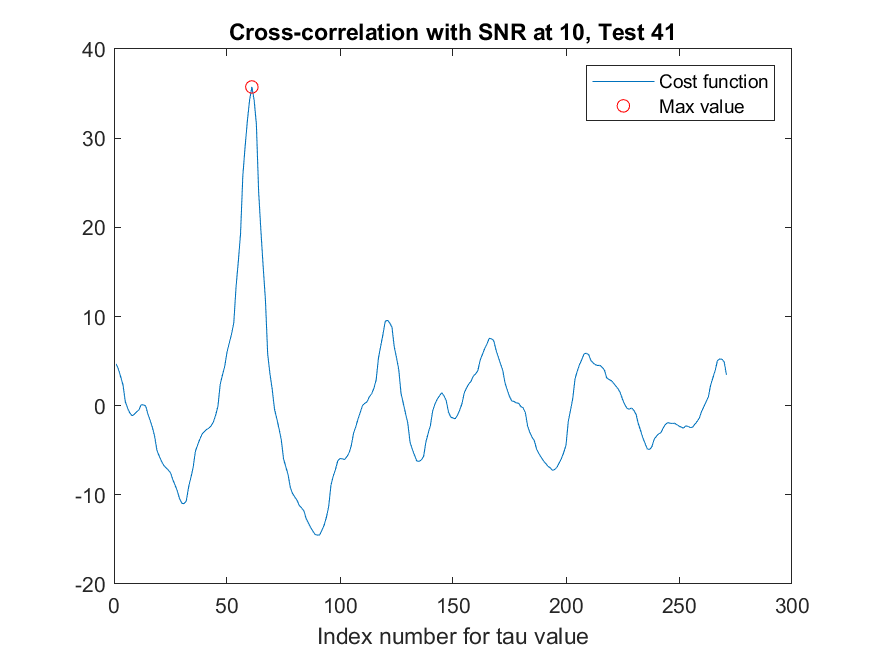 Cross-correlation with SNR at 10, Test 41
40
30
20
10
0
-10
-20
0 50 100 150 200 250 300
Index number for tau value
Cost function
Max value